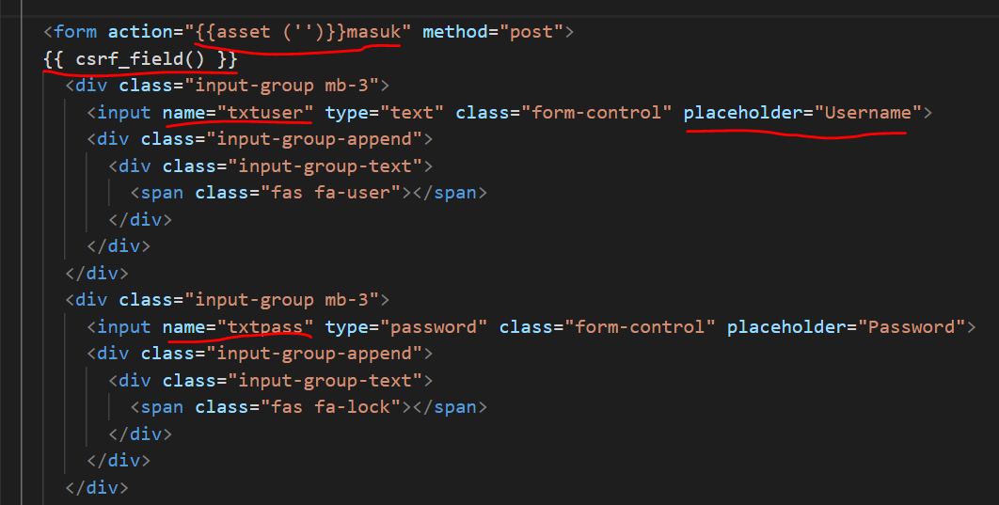 <form action="{{asset ('')}}masuk" method="post">
{{ csrf_field() }}
<div class="input-group mb-3">
<input name="txtuser" type="text" class="form-control" placeholder="Username">
<div class="input-group-append">
<div class="input-group-text">
<span class="fas fa-user"></span>
</div>
</div>
</div>
<div class="input-group mb-3">
<input name="txtpass" type="password" class="form-control" placeholder="Password">
<div class="input-group-append">
<div class="input-group-text">
<span class="fas fa-lock"></span>
</div>
</div>
</div>